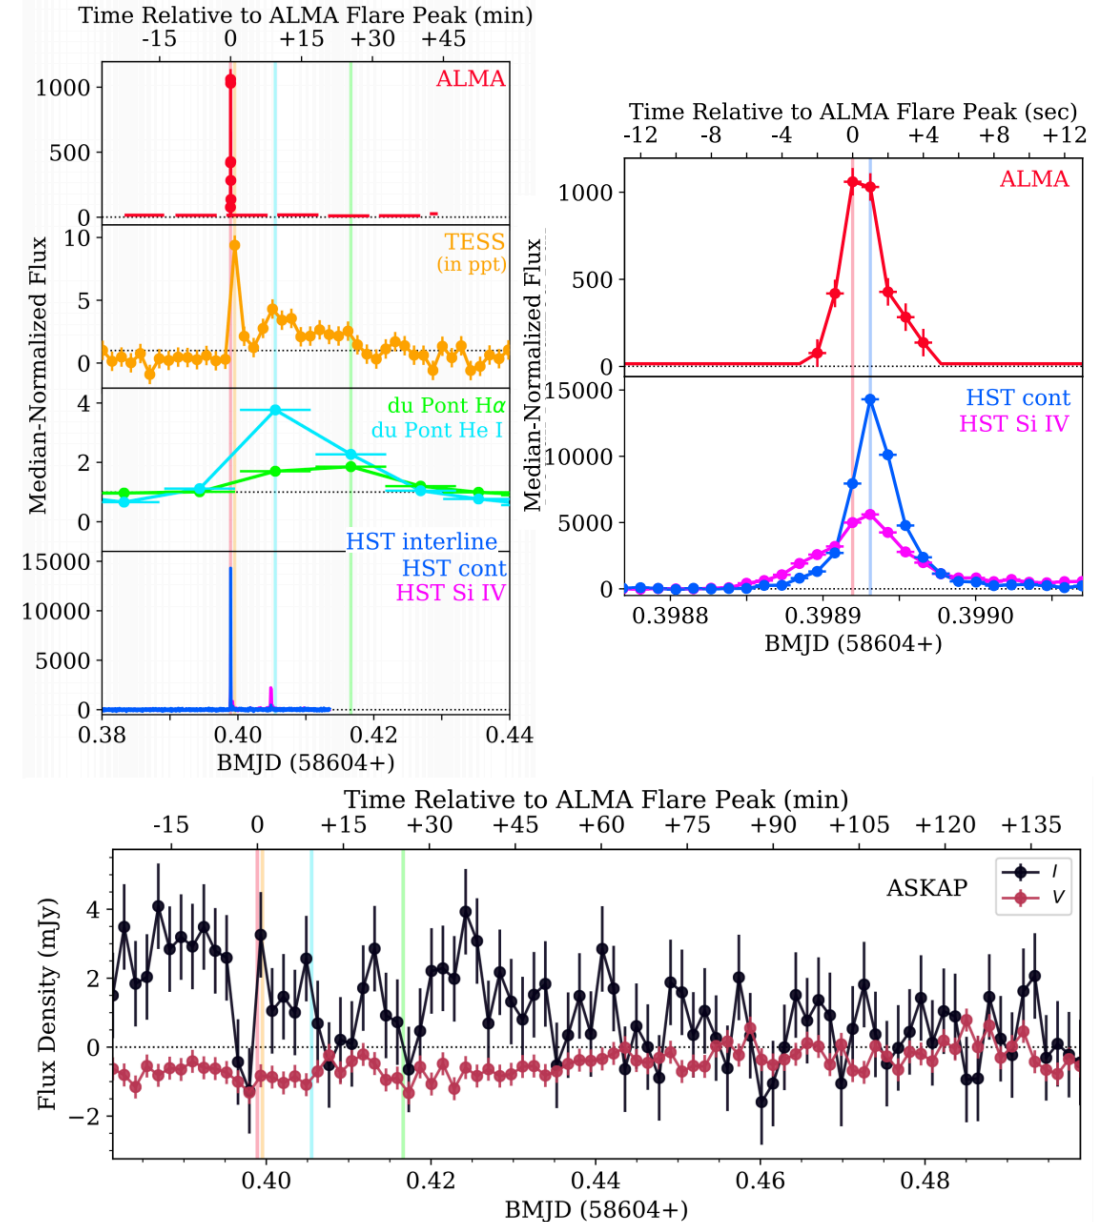 Time Relative to ALMA Flare Peak (min)
-15 0 +15 +30 +45
ALMA
1000
500
0
TESS
(in ppt)
10
5
0
du Pont Hα
du Pont He I
4
2
0
HST interline
HST cont
HST Si IV
15000
10000
5000
0
0.38 0.40 0.42 0.44
BMJD (58604+)
Median-Normalized Flux
Time Relative to ALMA Flare Peak (sec)
-12 -8 -4 0 +4 +8 +12
ALMA
1000
500
0
HST cont
HST Si IV
15000
10000
5000
0
0.3988 0.3989 0.3990
BMJD (58604+)
Median-Normalized Flux
Time Relative to ALMA Flare Peak (min)
-15 0 +15 +30 +45 +60 +75 +90 +105 +120 +135
ASKAP
I
V
4
2
0
−2
Flux Density (mJy)
0.40 0.42 0.44 0.46 0.48
BMJD (58604+)